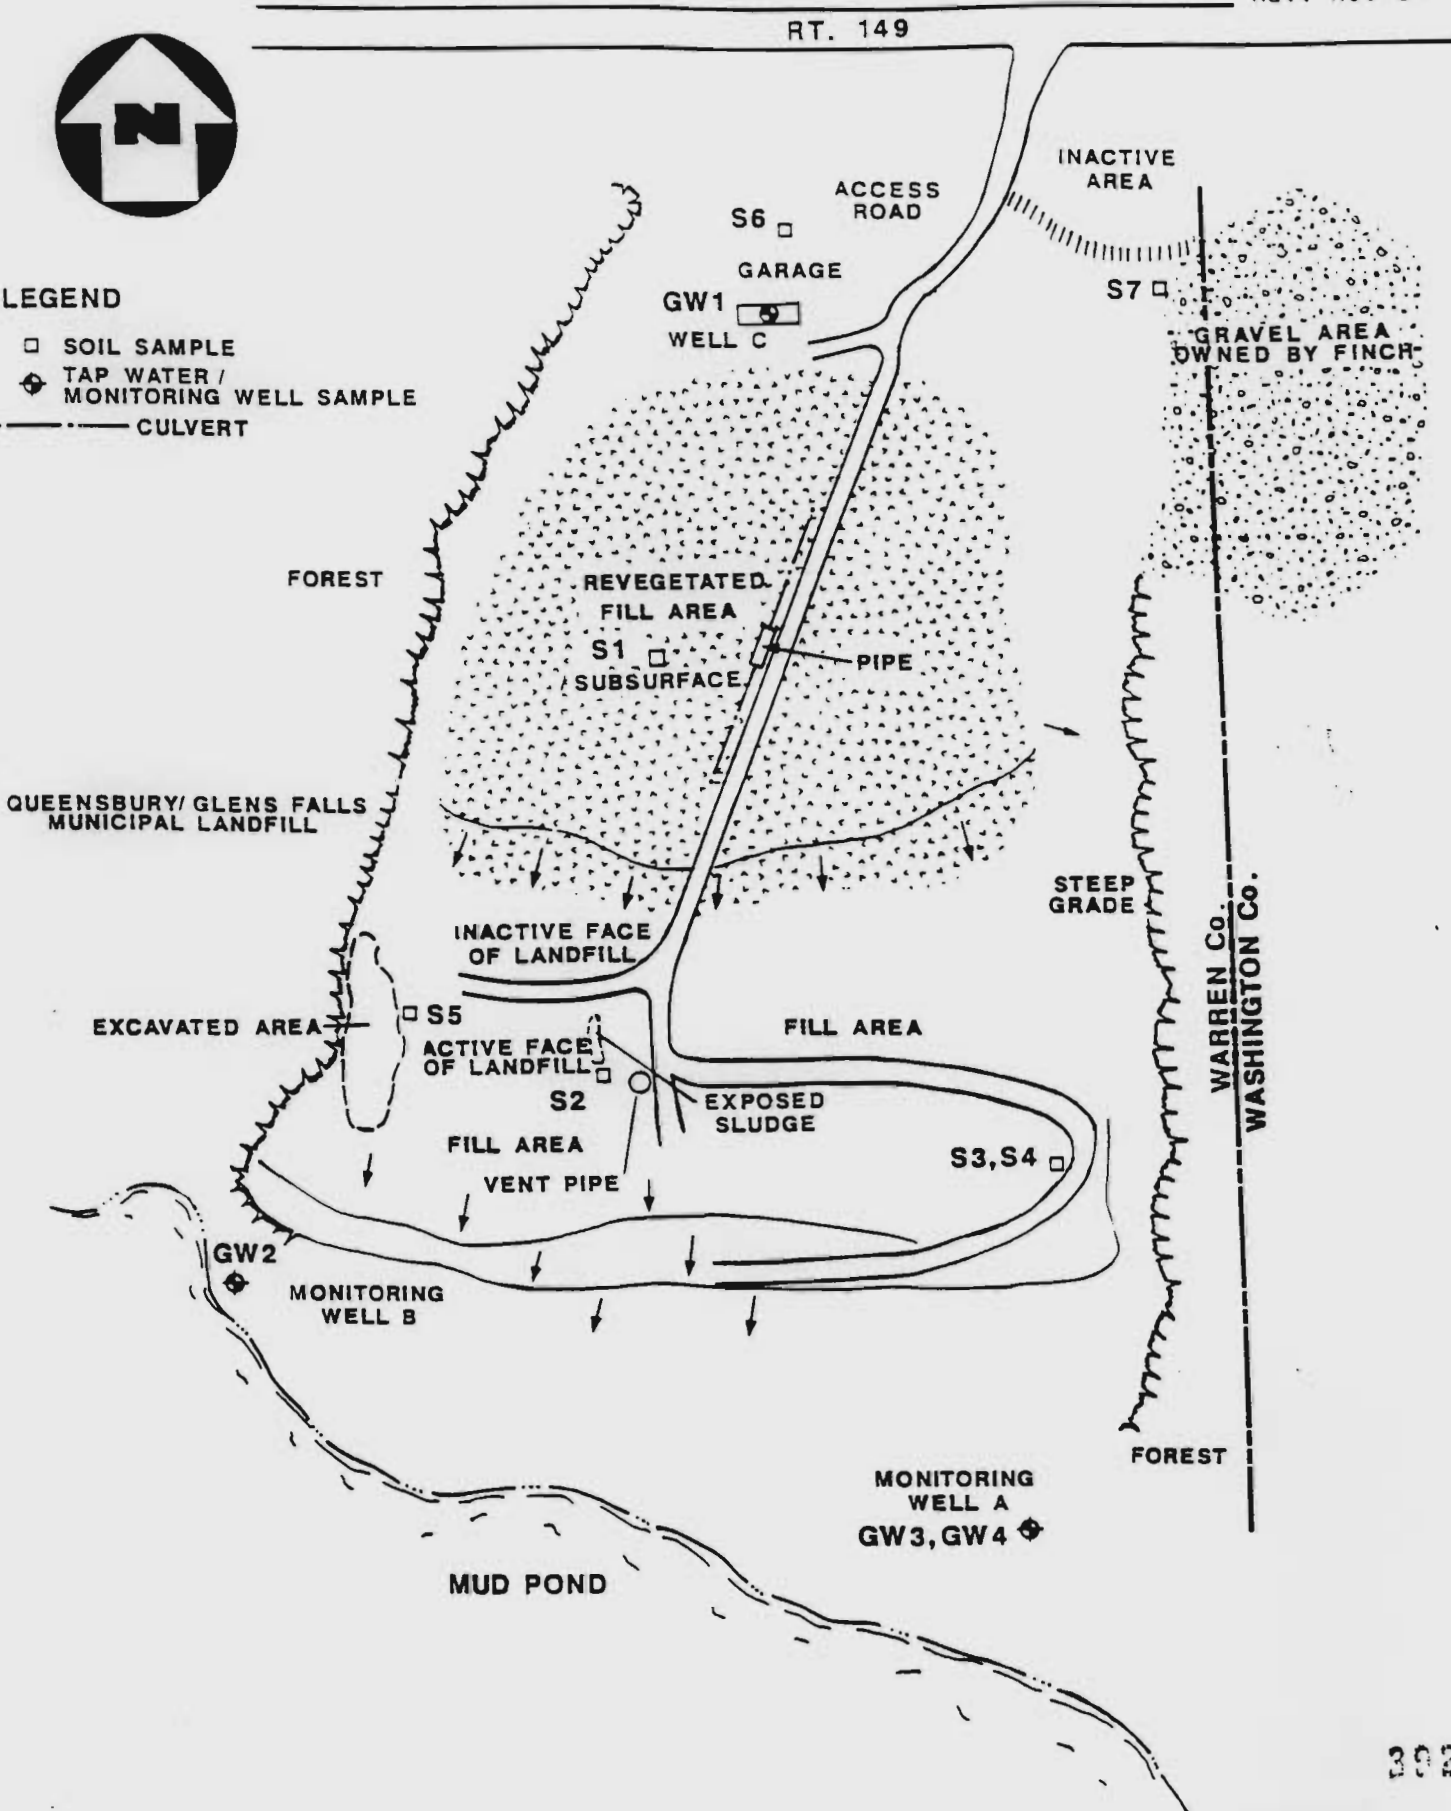 RT. 149
N
INACTIVE
AREA
ACCESS
ROAD
S6
GARAGE
S7
LEGEND
GW1
WELL C
GRAVEL AREA
OWNED BY FINCH
SOIL SAMPLE
TAP WATER /
MONITORING WELL SAMPLE
CULVERT
FOREST
REVEGETATED
FILL AREA
S1
SUBSURFACE
PIPE
QUEENSBURY/GLENS FALLS
MUNICIPAL LANDFILL
STEEP
GRADE
WARREN Co.
WASHINGTON Co.
INACTIVE FACE
OF LANDFILL
EXCAVATED AREA
S5
FILL AREA
ACTIVE FACE
OF LANDFILL
S2
EXPOSED
SLUDGE
FILL AREA
VENT PIPE
S3,S4
GW2
MONITORING
WELL B
FOREST
MONITORING
WELL A
GW3,GW4
MUD POND